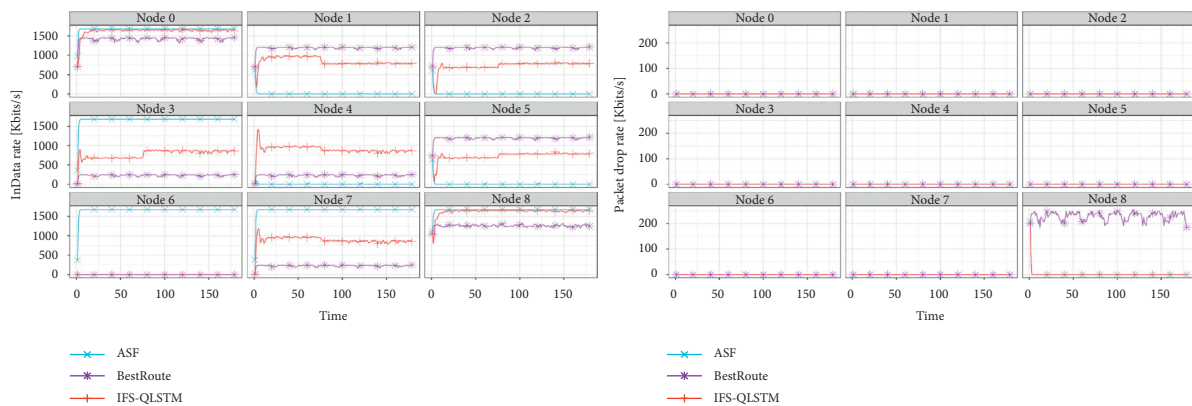 Node 0 Node 1 Node 2
1500
1000
500
0
Node 3 Node 4 Node 5
1500
1000
500
0
Node 6 Node 7 Node 8
1500
1000
500
0
0 50 100 150 0 50 100 150 0 50 100 150
InData rate [Kbits/s]
Time
ASF
BestRoute
IFS-QLSTM
Node 0 Node 1 Node 2
200
100
0
Node 3 Node 4 Node 5
200
100
0
Node 6 Node 7 Node 8
200
100
0
0 50 100 150 0 50 100 150 0 50 100 150
Packet drop rate [Kbits/s]
Time
ASF
BestRoute
IFS-QLSTM